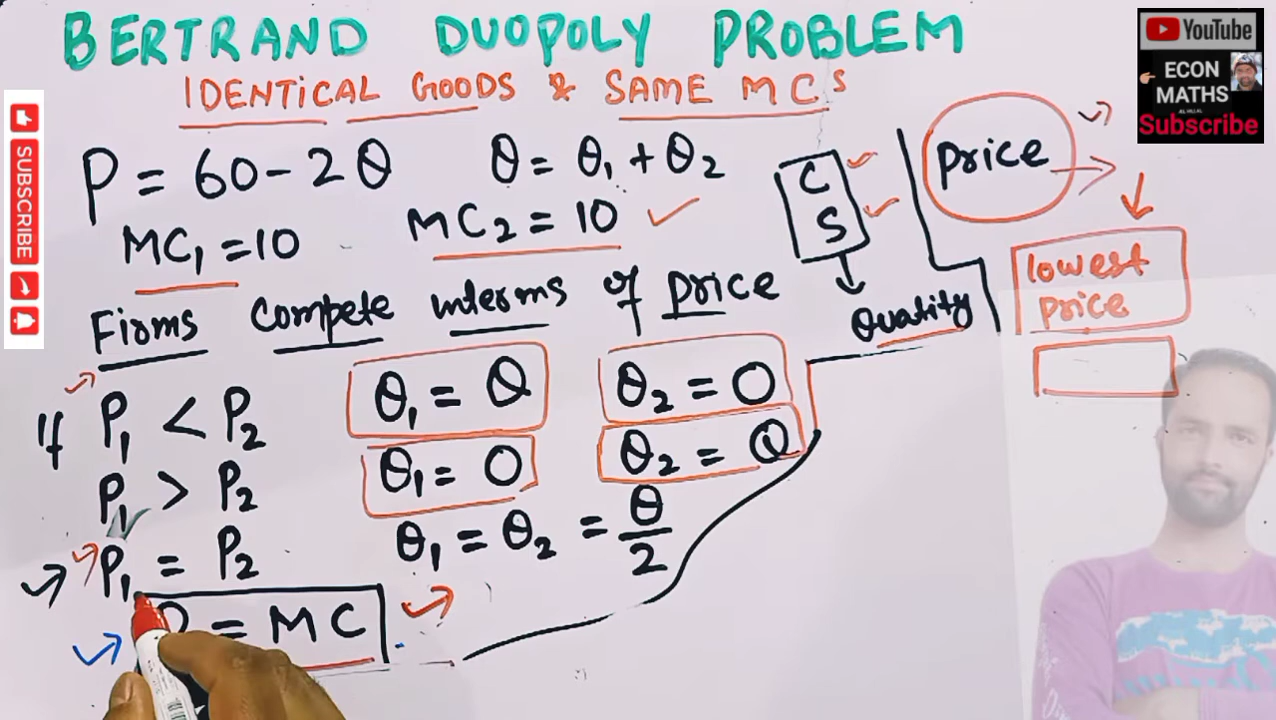 BERTRAND DUOPOLY PROBLEM
IDENTICAL GOODS & SAME MCs
P = 60 - 2Q Q = Q₁ + Q₂
MC₁ = 10 MC₂ = 10
Firms compete interms of price
If P₁ < P₂ Q₁ = Q Q₂ = 0
P₁ > P₂ Q₁ = 0 Q₂ = Q
P₁ = P₂ Q₁ = Q₂ = Q/2
P = MC
C
S
Quality
price
lowest
price
YouTube
ECON
MATHS
Subscribe
SUBSCRIBE